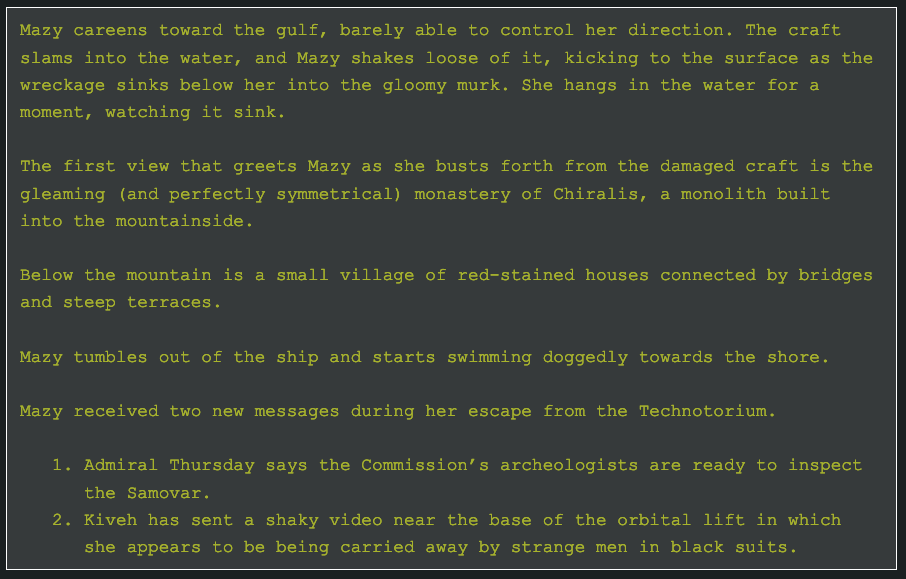 Mazy careens toward the gulf, barely able to control her direction. The craft
slams into the water, and Mazy shakes loose of it, kicking to the surface as the
wreckage sinks below her into the gloomy murk. She hangs in the water for a
moment, watching it sink.
The first view that greets Mazy as she busts forth from the damaged craft is the
gleaming (and perfectly symmetrical) monastery of Chiralis, a monolith built
into the mountainside.
Below the mountain is a small village of red-stained houses connected by bridges
and steep terraces.
Mazy tumbles out of the ship and starts swimming doggedly towards the shore.
Mazy received two new messages during her escape from the Technotorium.
1. Admiral Thursday says the Commission’s archeologists are ready to inspect
the Samovar.
2. Kiveh has sent a shaky video near the base of the orbital lift in which
she appears to be being carried away by strange men in black suits.